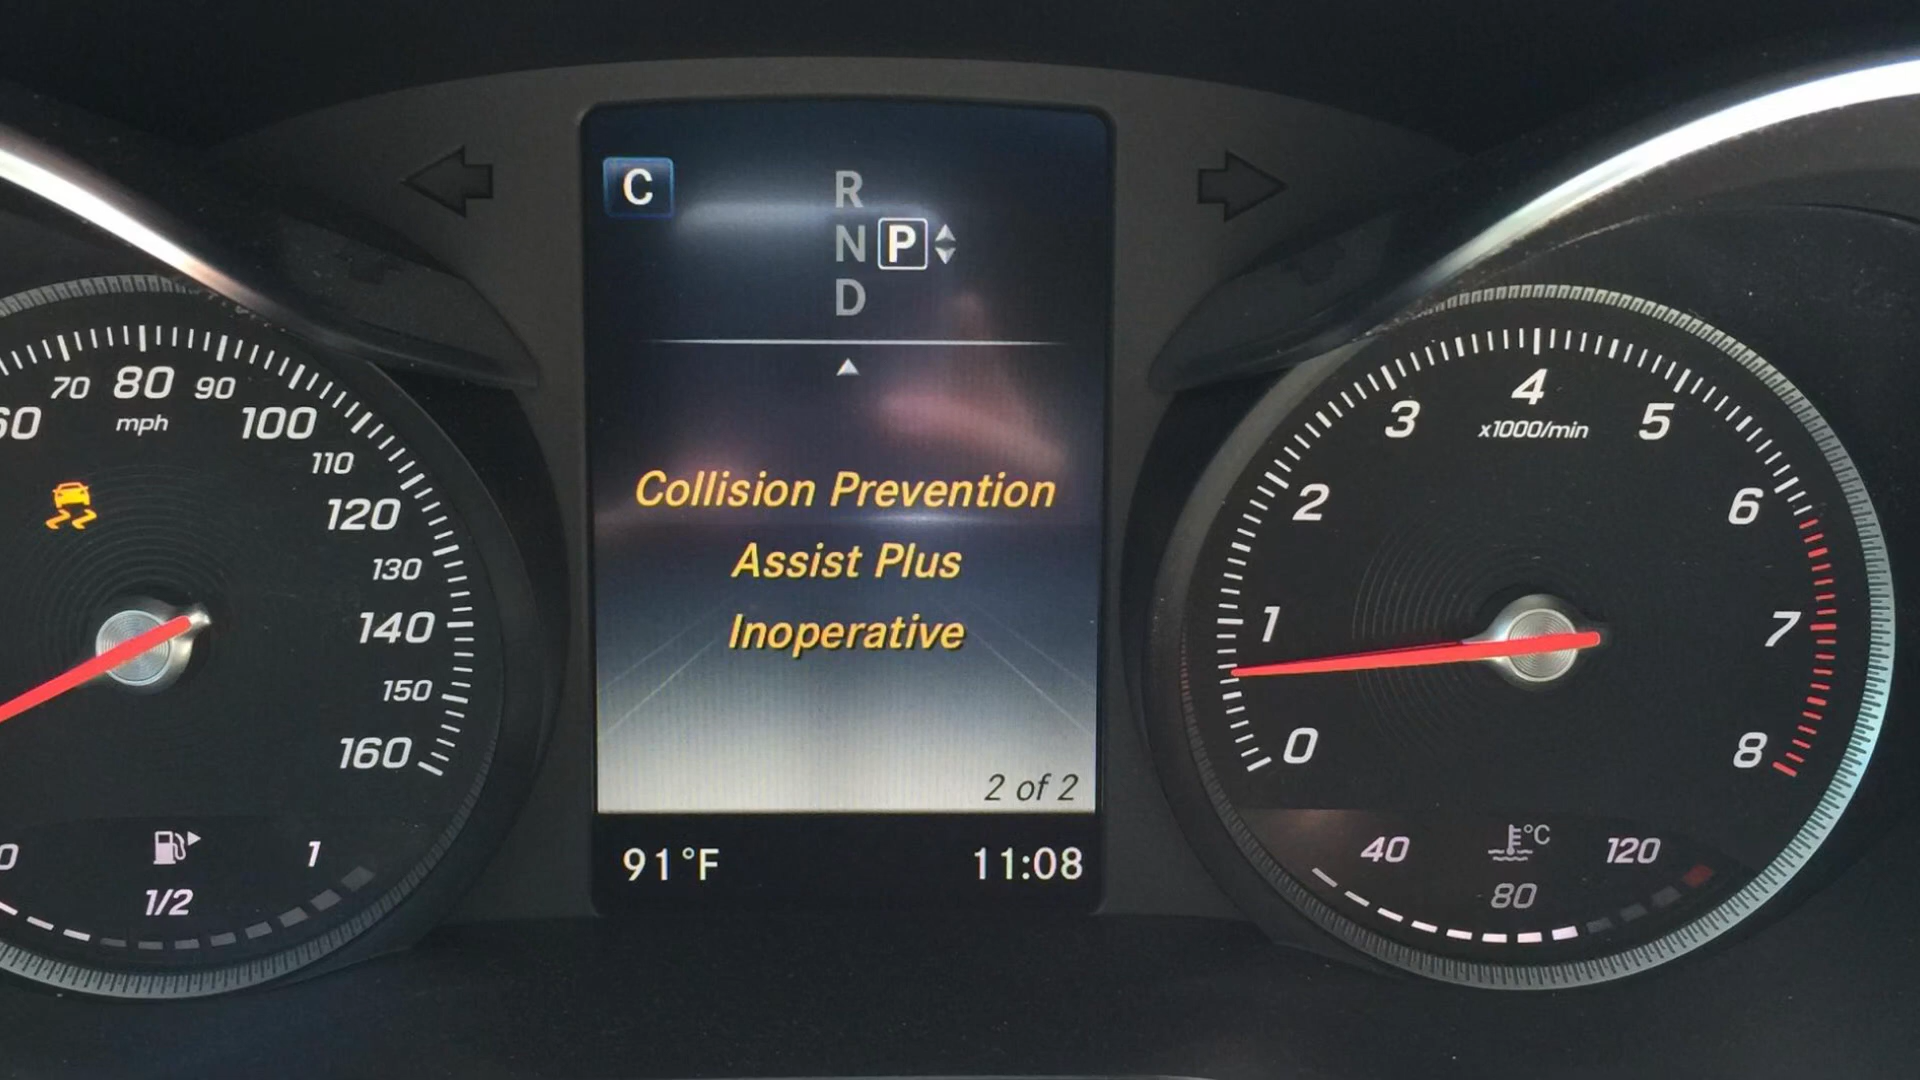 C
R
N P
D
Collision Prevention
Assist Plus
Inoperative
2 of 2
91°F 11:08
60 70 80 90 100 110 120 130 140 150 160
mph
0 1/2 1
0 1 2 3 4 5 6 7 8
x1000/min
40 80 120
°C